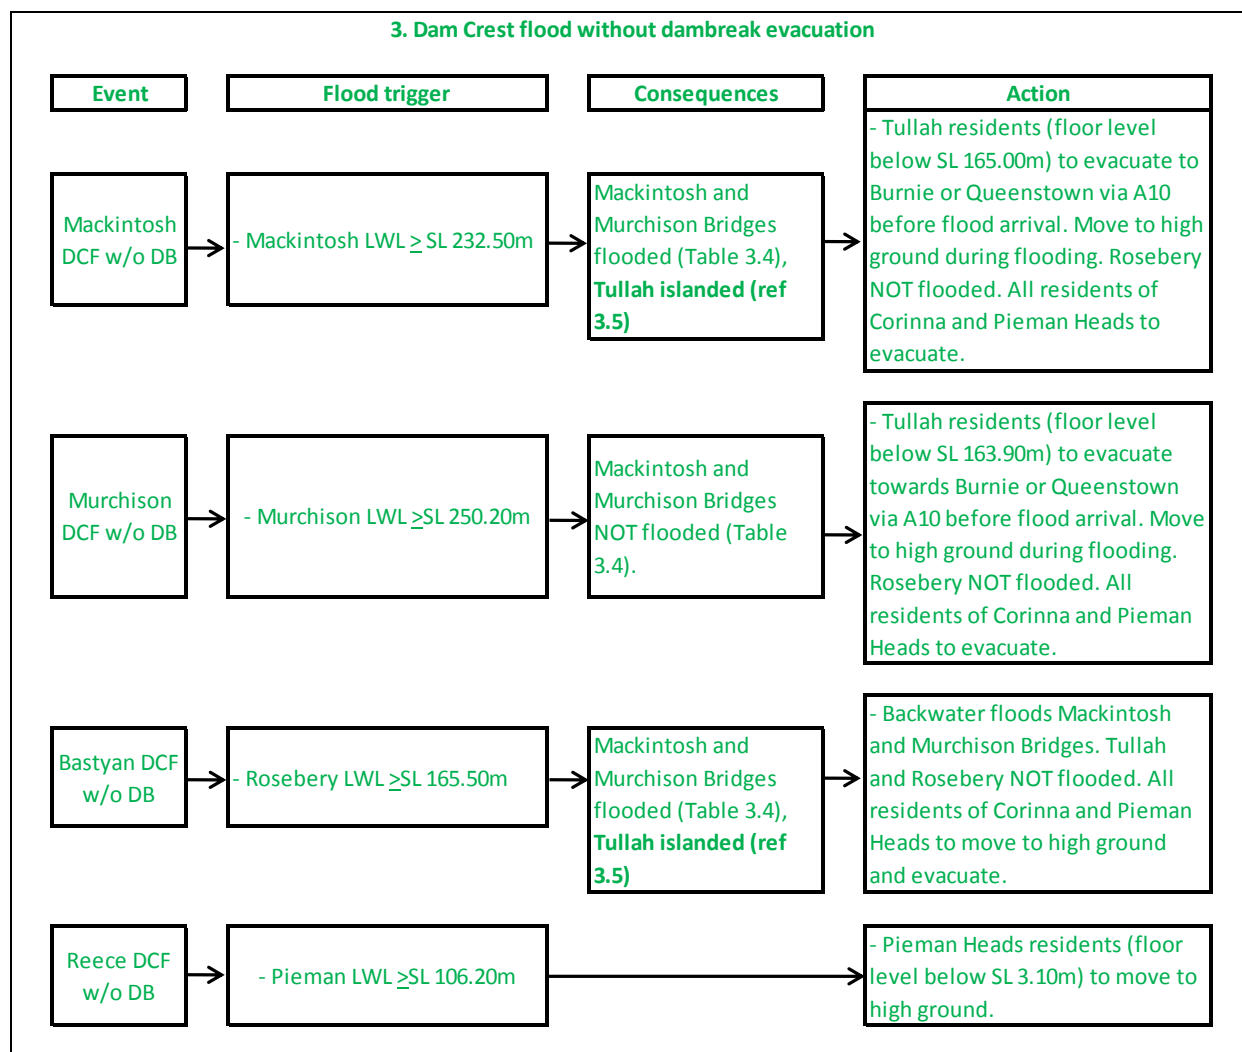 3. Dam Crest flood without dambreak evacuation
Event
Flood trigger
Consequences
Action
Mackintosh
DCF w/o DB
- Mackintosh LWL ≥ SL 232.50m
Mackintosh and
Murchison Bridges
flooded (Table 3.4),
Tullah islanded (ref
3.5)
- Tullah residents (floor level
below SL 165.00m) to evacuate to
Burnie or Queenstown via A10
before flood arrival. Move to high
ground during flooding. Rosebery
NOT flooded. All residents of
Corinna and Pieman Heads to
evacuate.
Murchison
DCF w/o DB
- Murchison LWL ≥SL 250.20m
Mackintosh and
Murchison Bridges
NOT flooded (Table
3.4).
- Tullah residents (floor level
below SL 163.90m) to evacuate
towards Burnie or Queenstown
via A10 before flood arrival. Move
to high ground during flooding.
Rosebery NOT flooded. All
residents of Corinna and Pieman
Heads to evacuate.
Bastyan DCF
w/o DB
- Rosebery LWL ≥SL 165.50m
Mackintosh and
Murchison Bridges
flooded (Table 3.4),
Tullah islanded (ref
3.5)
- Backwater floods Mackintosh
and Murchison Bridges. Tullah
and Rosebery NOT flooded. All
residents of Corinna and Pieman
Heads to move to high ground
and evacuate.
Reece DCF
w/o DB
- Pieman LWL ≥SL 106.20m
- Pieman Heads residents (floor
level below SL 3.10m) to move to
high ground.